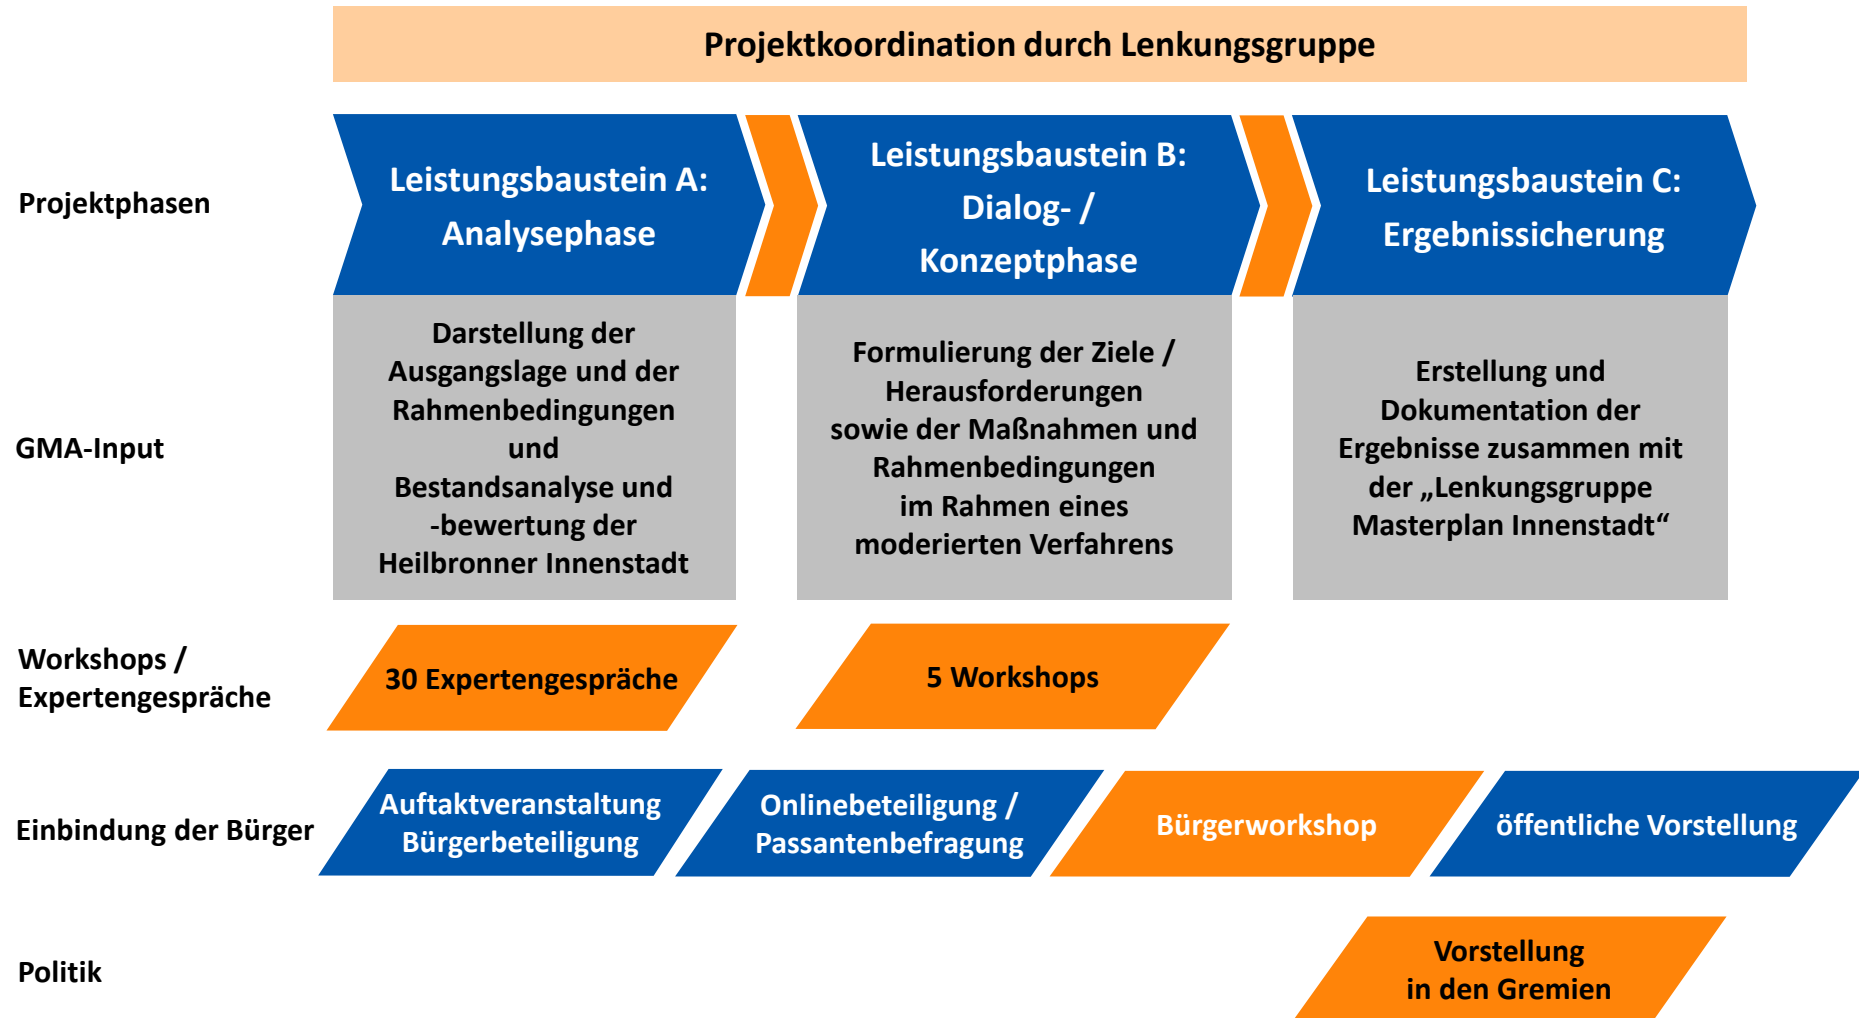 Projektkoordination durch Lenkungsgruppe
Projektphasen
Leistungsbaustein A:
Analysephase
Leistungsbaustein B:
Dialog- /
Konzeptphase
Leistungsbaustein C:
Ergebnissicherung
GMA-Input
Darstellung der
Ausgangslage und der
Rahmenbedingungen
und
Bestandsanalyse und
-bewertung der
Heilbronner Innenstadt
Formulierung der Ziele /
Herausforderungen
sowie der Maßnahmen und
Rahmenbedingungen
im Rahmen eines
moderierten Verfahrens
Erstellung und
Dokumentation der
Ergebnisse zusammen mit
der „Lenkungsgruppe
Masterplan Innenstadt“
Workshops /
Expertengespräche
30 Expertengespräche
5 Workshops
Einbindung der Bürger
Auftaktveranstaltung
Bürgerbeteiligung
Onlinebeteiligung /
Passantenbefragung
Bürgerworkshop
öffentliche Vorstellung
Politik
Vorstellung
in den Gremien